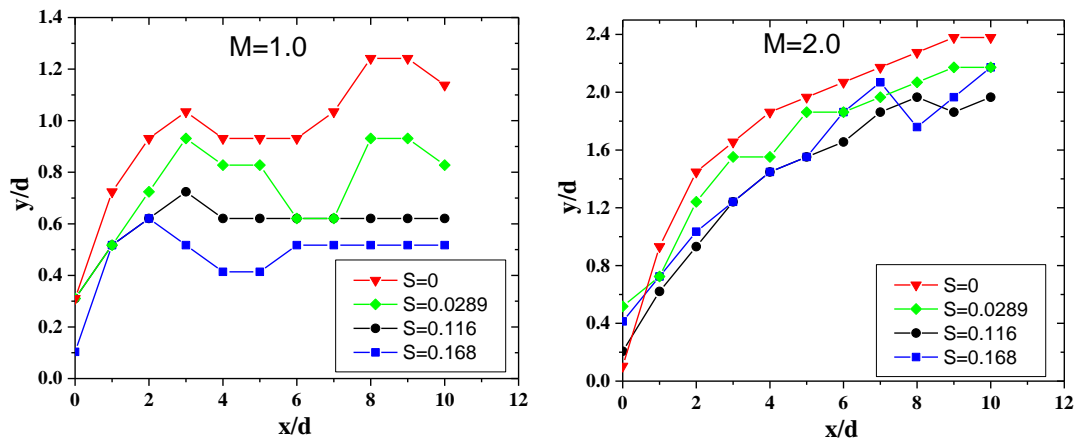 M=1.0
y/d
1.4
1.2
1.0
0.8
0.6
0.4
0.2
0.0
0 2 4 6 8 10 12
x/d
S=0
S=0.0289
S=0.116
S=0.168
M=2.0
y/d
2.4
2.0
1.6
1.2
0.8
0.4
0.0
0 2 4 6 8 10 12
x/d
S=0
S=0.0289
S=0.116
S=0.168